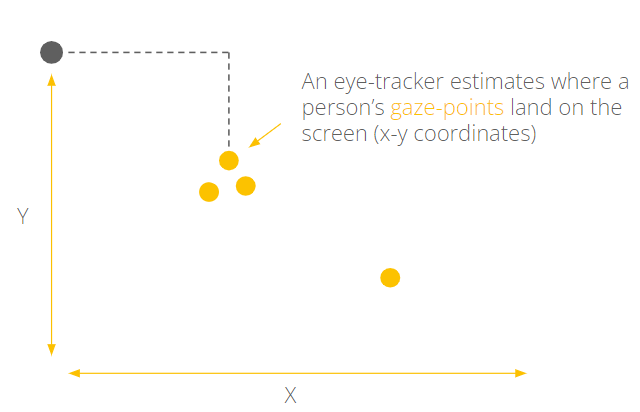 An eye-tracker estimates where a
person's gaze-points land on the
screen (x-y coordinates)
Y
X